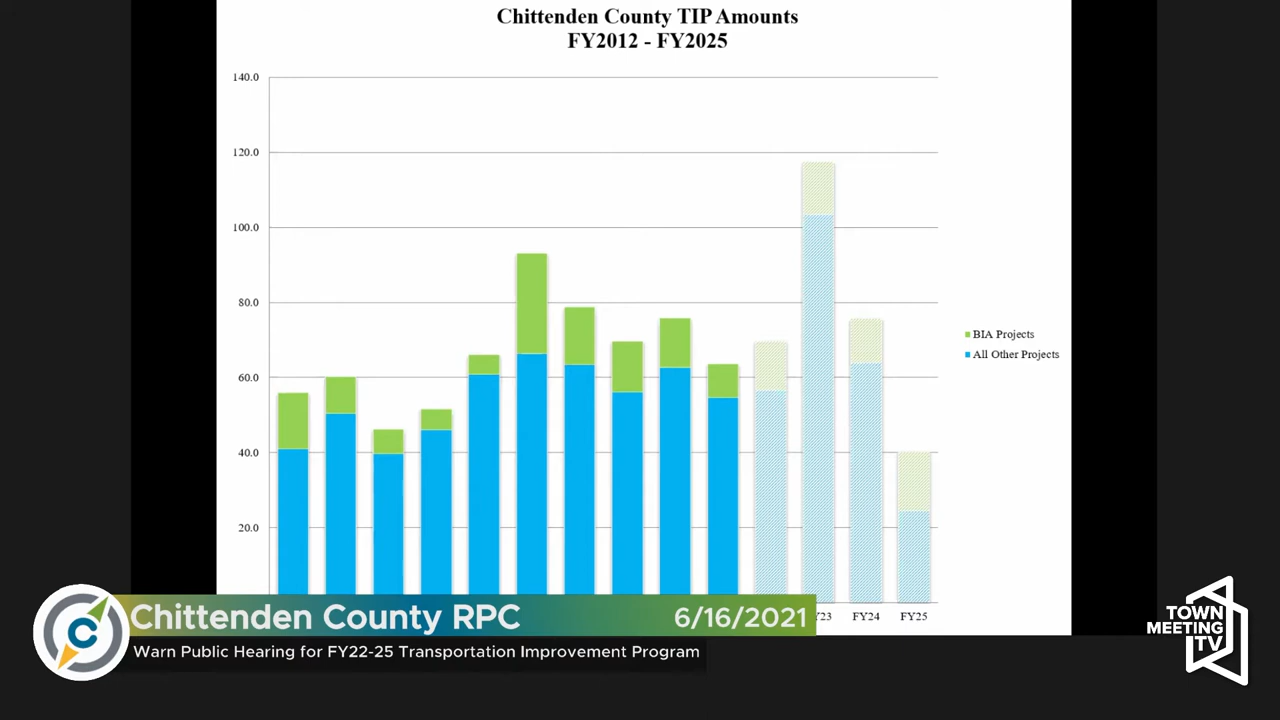 Chittenden County TIP Amounts
FY2012 - FY2025
140.0
120.0
100.0
80.0
60.0
40.0
20.0
BIA Projects
All Other Projects
FY24
FY25
Chittenden County RPC
6/16/2021
Warn Public Hearing for FY22-25 Transportation Improvement Program
C
TOWN
MEETING
TV